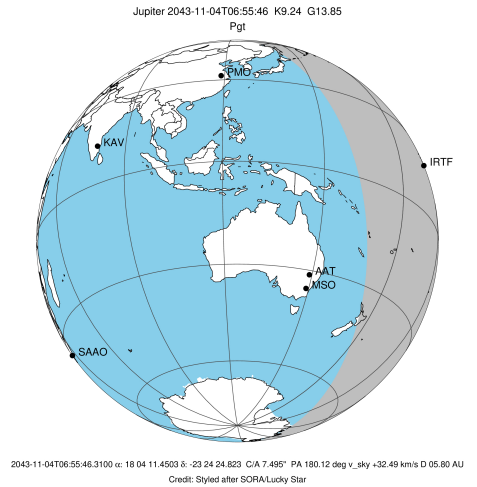 Jupiter 2043-11-04T06:55:46 K9.24 G13.85
Pgt
PMO
KAV
IRTF
AAT
MSO
SAAO
2043-11-04T06:55:46.3100 α: 18 04 11.4503 δ: -23 24 24.823 C/A 7.495" PA 180.12 deg v_sky +32.49 km/s D 05.80 AU
Credit: Styled after SORA/Lucky Star